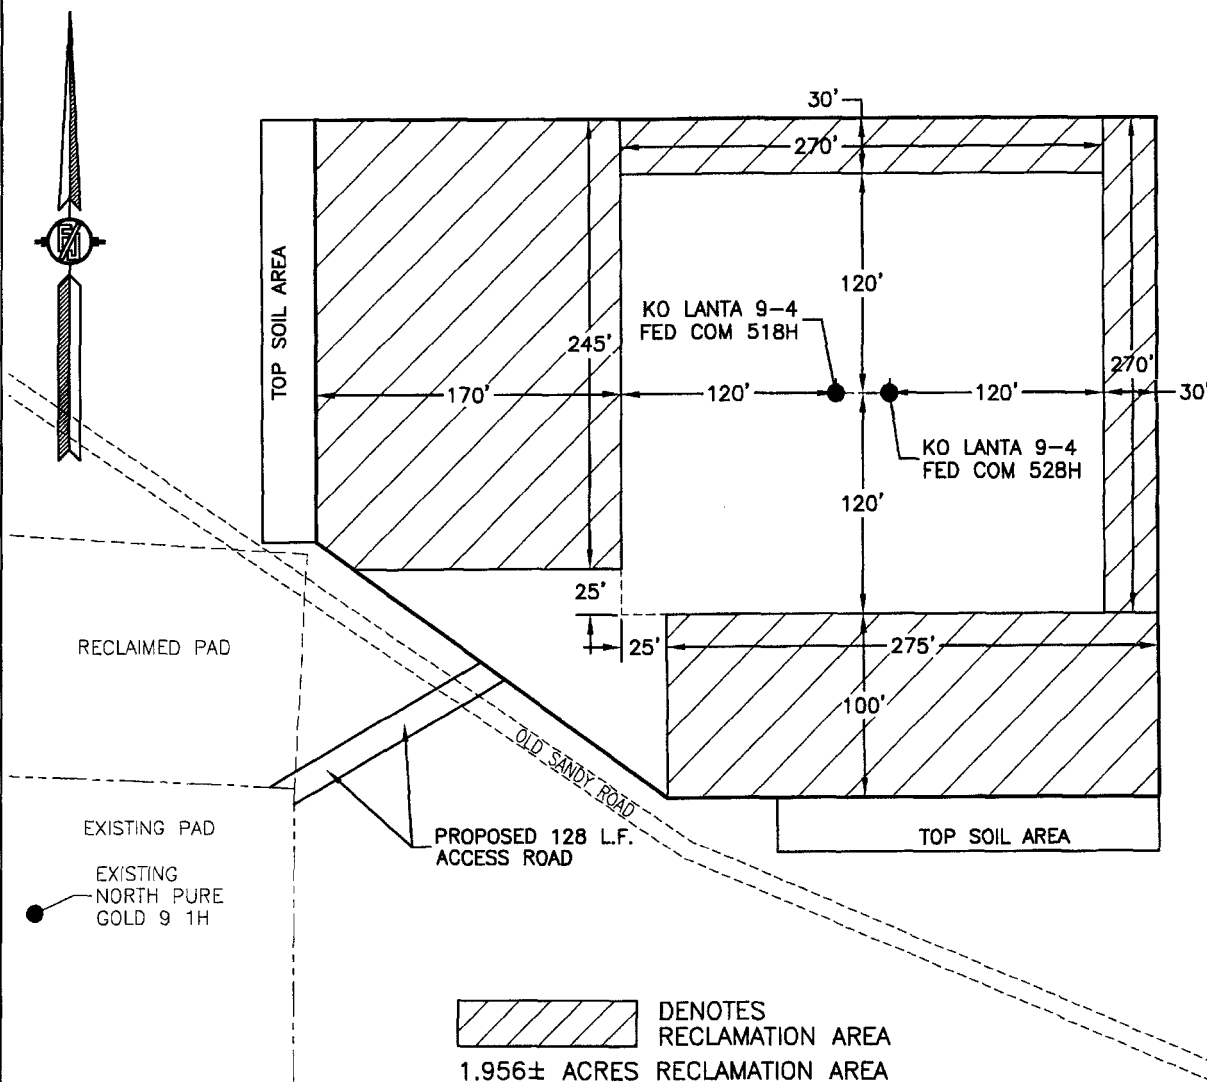 30'
270'
TOP SOIL AREA
120'
KO LANTA 9-4
FED COM 518H
245'
270'
170'
120'
120'
30'
KO LANTA 9-4
FED COM 528H
120'
25'
25'
275'
RECLAIMED PAD
100'
OLD SANDY ROAD
EXISTING PAD
PROPOSED 128 L.F.
ACCESS ROAD
TOP SOIL AREA
EXISTING
NORTH PURE
GOLD 9 1H
DENOTES
RECLAMATION AREA
1.956± ACRES RECLAMATION AREA